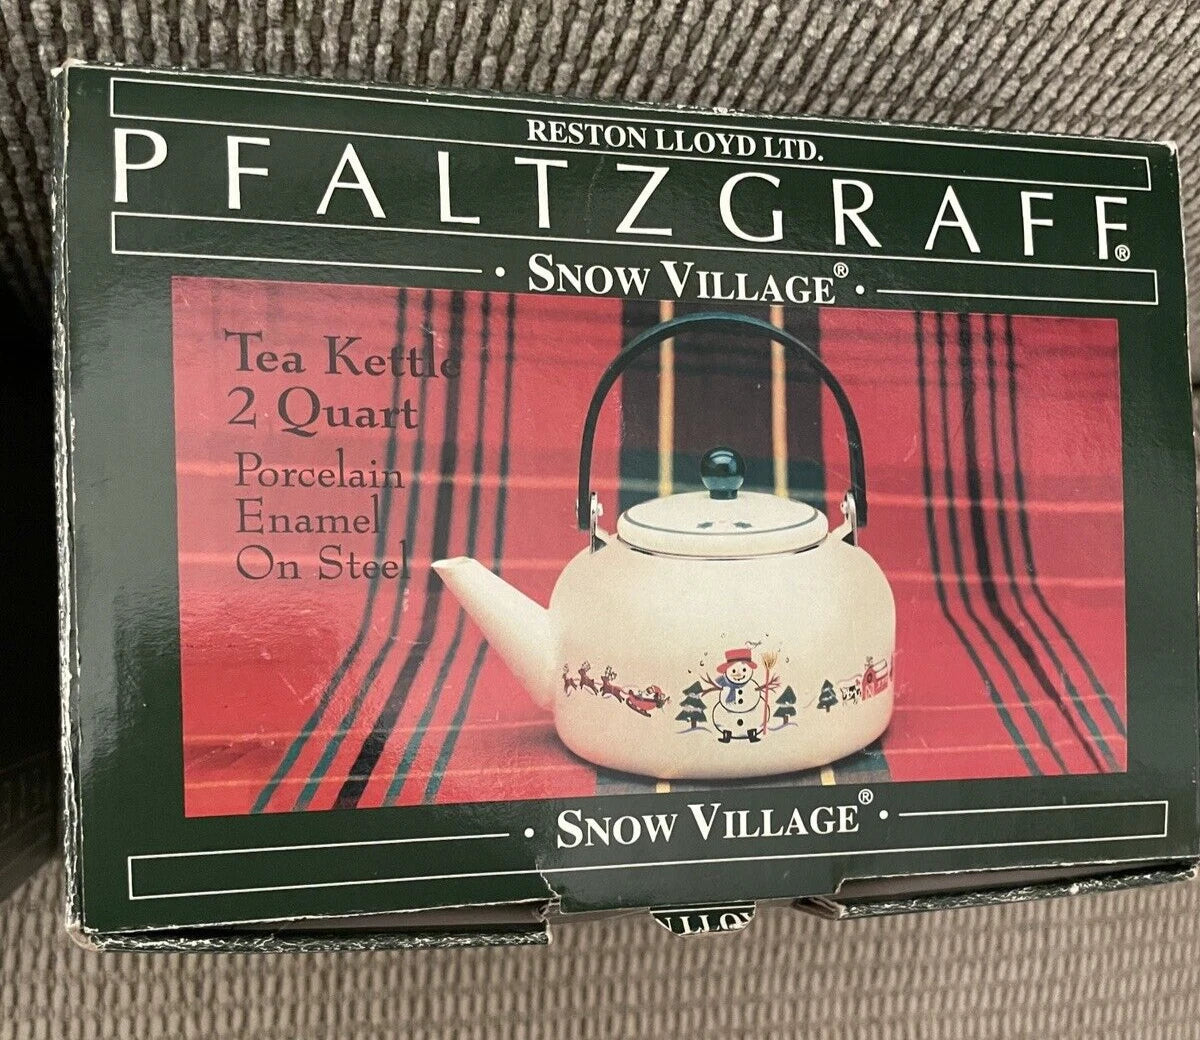 RESTON LLOYD LTD.
PFALTZGRAFF®
· SNOW VILLAGE® ·
Tea Kettle
2 Quart
Porcelain
Enamel
On Steel
· SNOW VILLAGE® ·